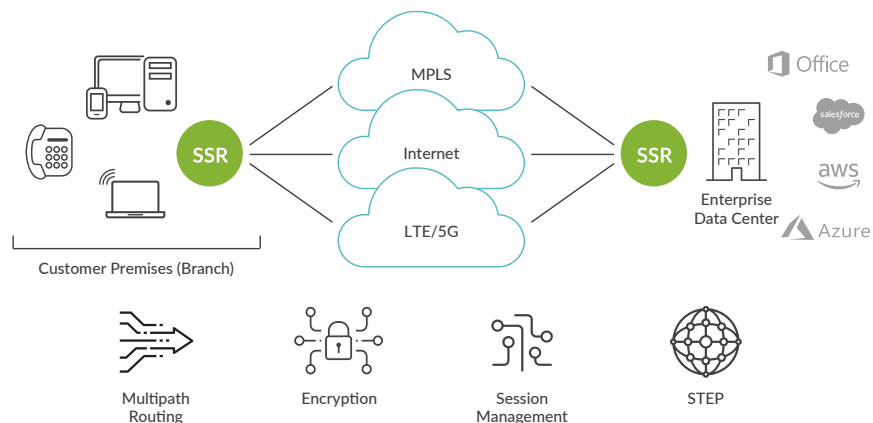 MPLS
Internet
LTE/5G
SSR
SSR
Customer Premises (Branch)
Enterprise
Data Center
Office
salesforce
aws
Azure
Multipath
Routing
Encryption
Session
Management
STEP